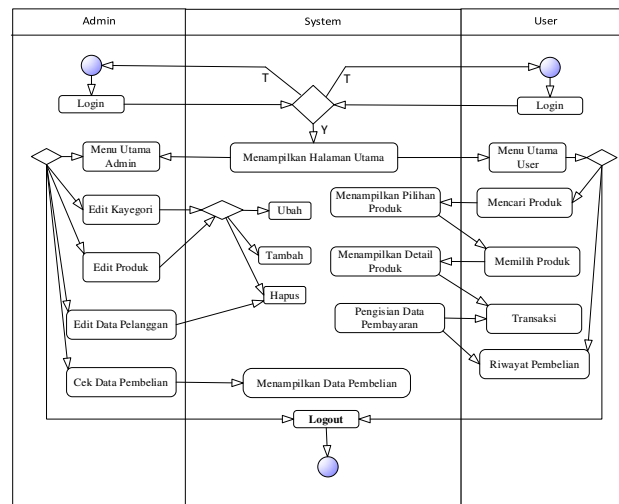 Admin
System
User
T
T
Login
Login
Y
Menu Utama
Admin
Menampilkan Halaman Utama
Menu Utama
User
Edit Kayegori
Ubah
Menampilkan Pilihan
Produk
Mencari Produk
Edit Produk
Tambah
Menampilkan Detail
Produk
Memilih Produk
Hapus
Edit Data Pelanggan
Pengisian Data
Pembayaran
Transaksi
Riwayat Pembelian
Cek Data Pembelian
Menampilkan Data Pembelian
Logout